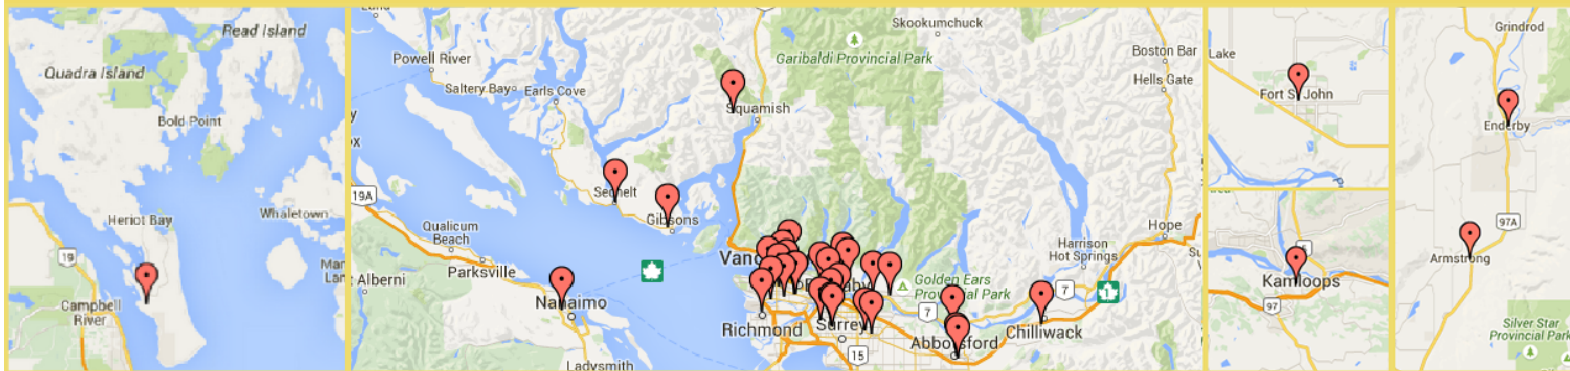 Read Island
Quadra Island
Bold Point
Heriot Bay
Whaletown
19
Campbell
River
Skookumchuck
Powell River
Garibaldi Provincial Park
Boston Bar
Hells Gate
Saltery Bay
Earls Cove
Squamish
19A
Sechelt
Gibsons
Qualicum
Beach
Parksville
Alberni
Nanaimo
Ladysmith
Richmond
Surrey
15
Golden Ears
Provincial Park
7
Abbotsford
Chilliwack
Harrison
Hot Springs
7
1
Hope
Lake
Fort St John
Kamloops
97
Grindrod
Enderby
97A
Armstrong
Silver Star
Provincial Park